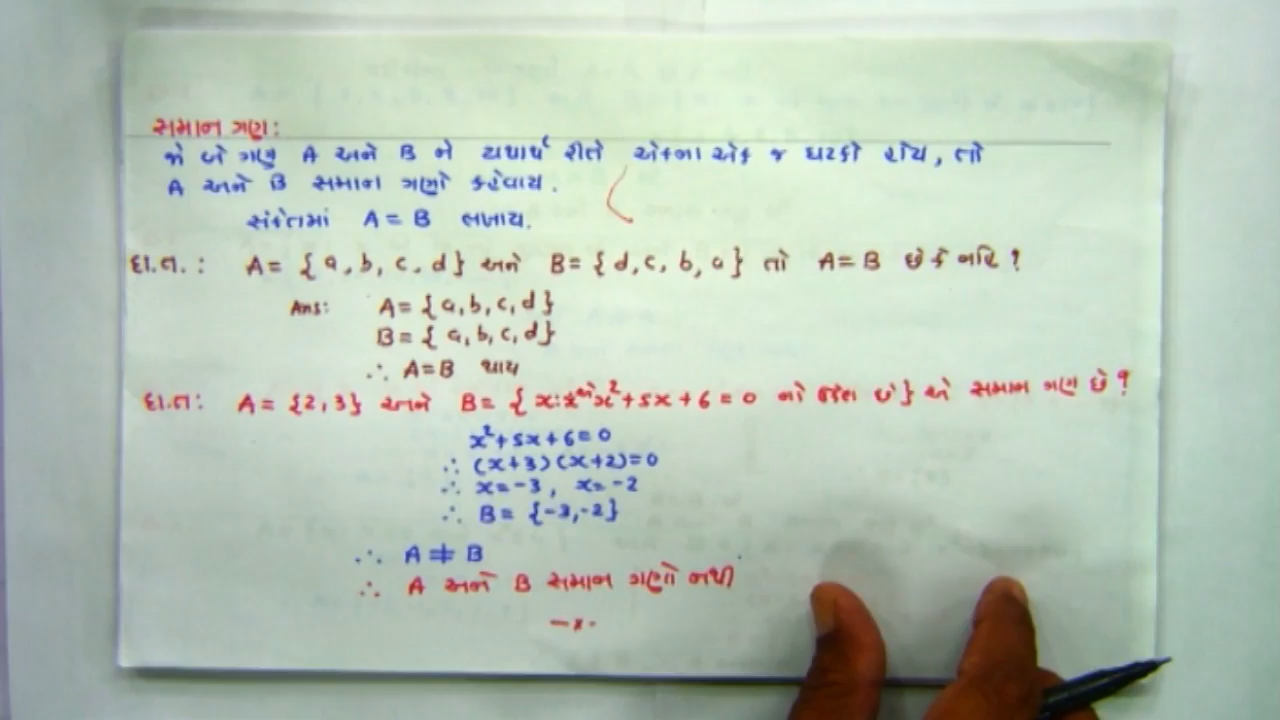 સમાન ગણ:
જો બે ગણ A અને B ને યથાર્થ રીતે એકના એક જ ઘટકો હોય, તો
A અને B સમાન ગણો કહેવાય.
સંકેતમાં A = B લખાય.
દા.ત. : A = {a, b, c, d} અને B = {d, c, b, a} તો A = B છે કે નહિ ?
Ans: A = {a, b, c, d}
B = {a, b, c, d}
∴ A = B થાય
દા.ત: A = {2, 3} અને B = {x : x એ x² + 5x + 6 = 0 નો ઉકેલ છે} એ સમાન ગણ છે ?
x² + 5x + 6 = 0
∴ (x+3)(x+2) = 0
∴ x = -3, x = -2
∴ B = {-3, -2}
∴ A ≠ B
∴ A અને B સમાન ગણો નથી
—x-